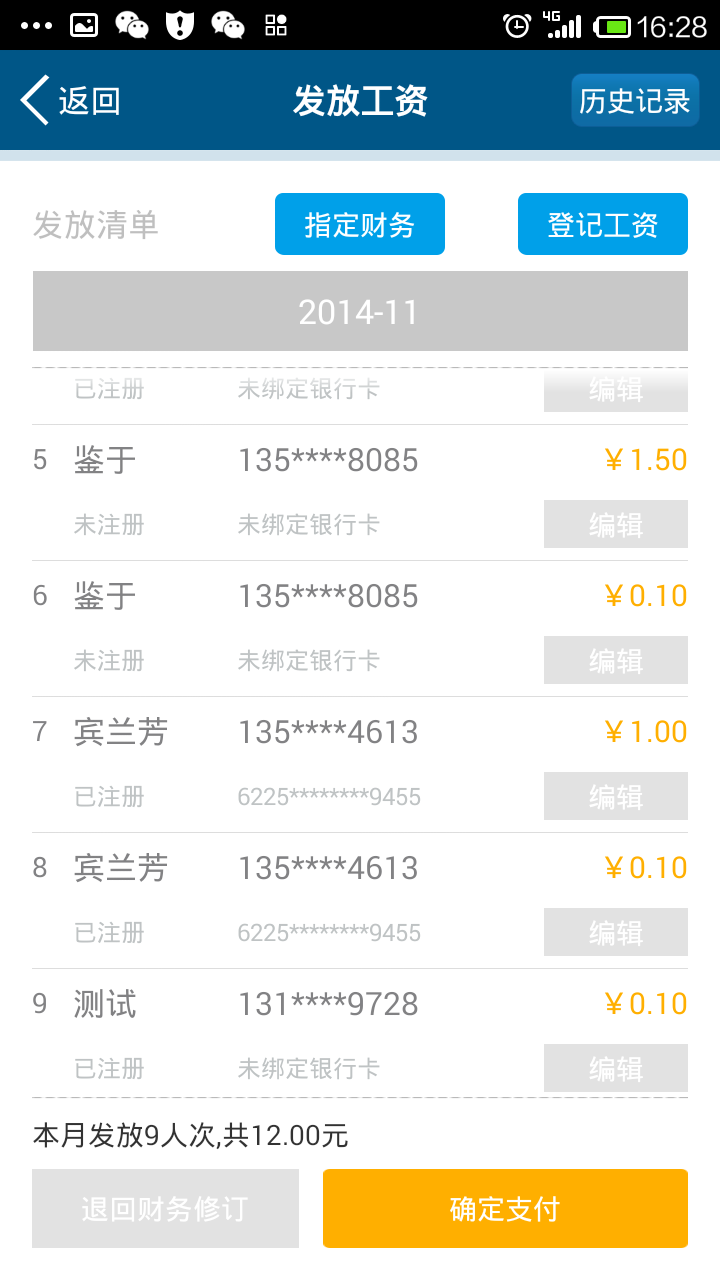 4G 16:28
返回 发放工资 历史记录
发放清单 指定财务 登记工资
2014-11
已注册 未绑定银行卡 编辑
5 鉴于 135****8085 ￥1.50
未注册 未绑定银行卡 编辑
6 鉴于 135****8085 ￥0.10
未注册 未绑定银行卡 编辑
7 宾兰芳 135****4613 ￥1.00
已注册 6225********9455 编辑
8 宾兰芳 135****4613 ￥0.10
已注册 6225********9455 编辑
9 测试 131****9728 ￥0.10
已注册 未绑定银行卡 编辑
本月发放9人次,共12.00元
退回财务修订 确定支付